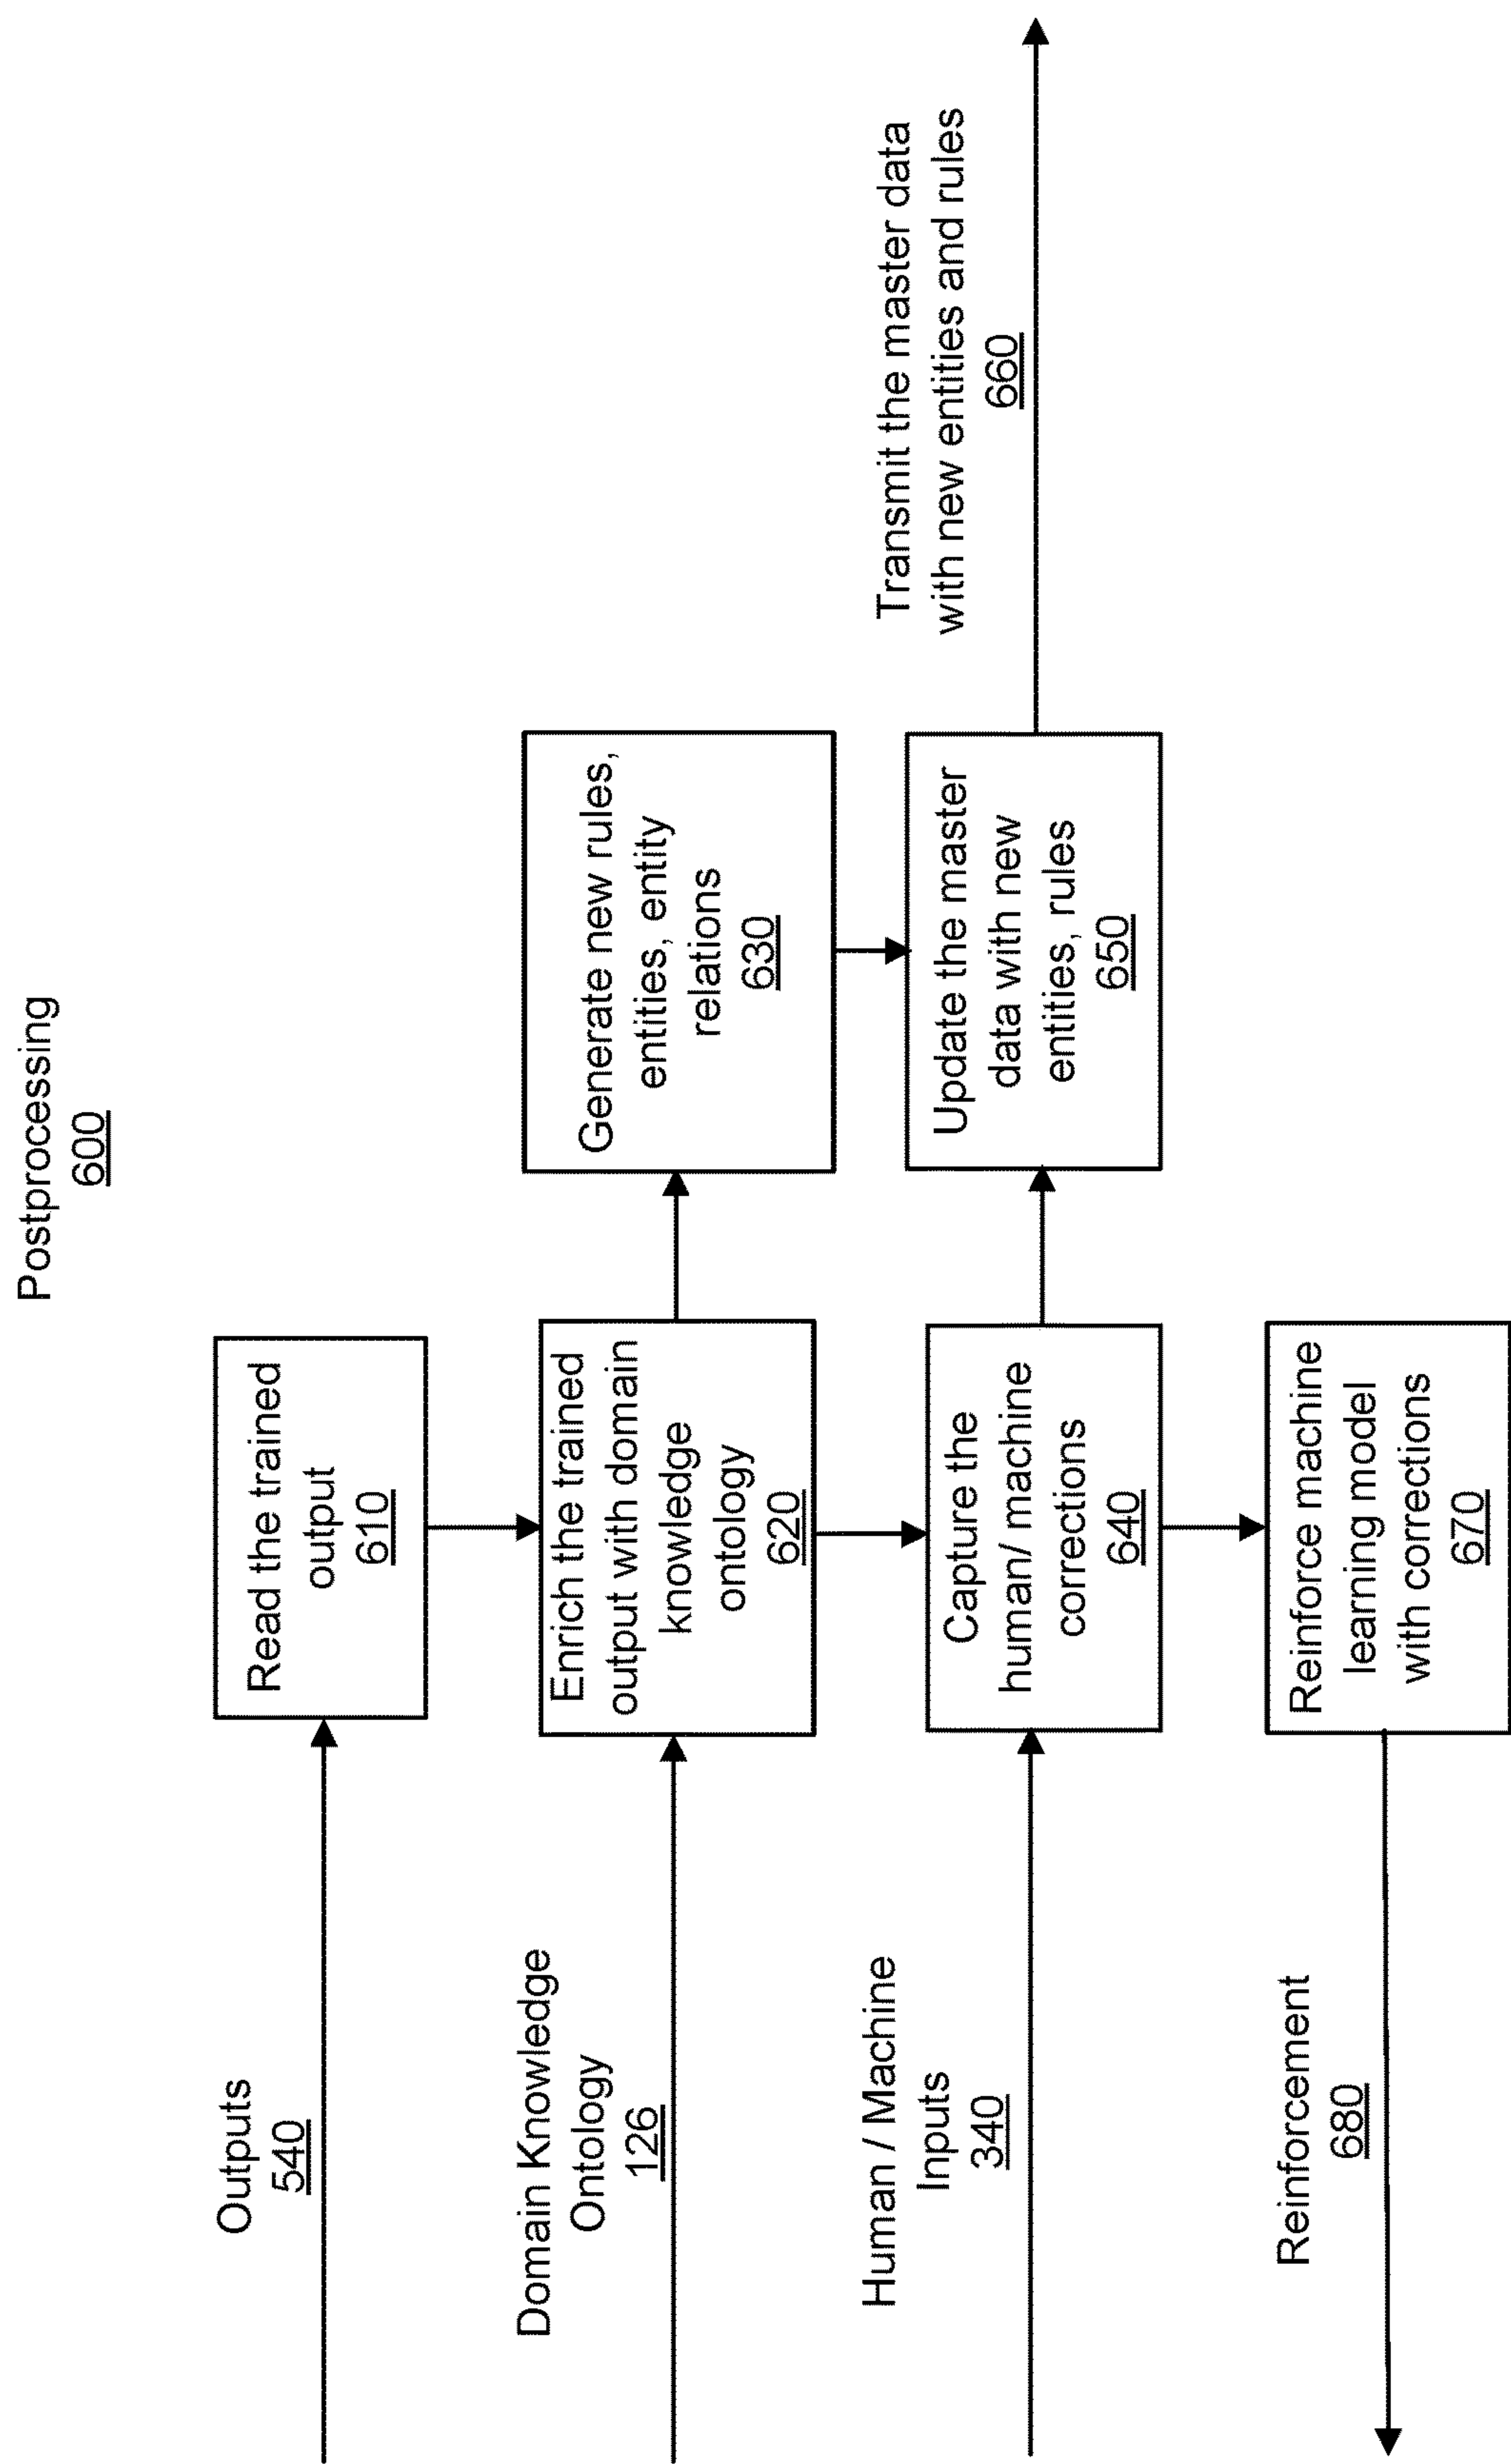 Postprocessing
600
Outputs
540
Read the trained
output
610
Domain Knowledge
Ontology
126
Enrich the trained
output with domain
knowledge
ontology
620
Generate new rules,
entities, entity
relations
630
Human / Machine
Inputs
340
Capture the
human/ machine
corrections
640
Update the master
data with new
entities, rules
650
Transmit the master data
with new entities and rules
660
Reinforcement
680
Reinforce machine
learning model
with corrections
670